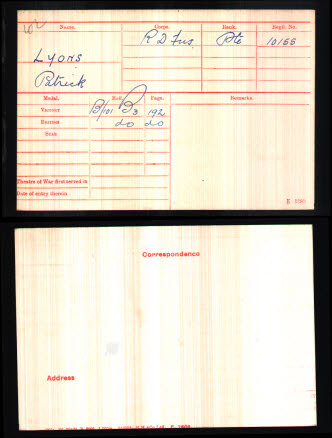 Name. Corps. Rank. Regtl. No.
R D Fus. Pte 10155
LYONS
Patrick
Medal. Roll. Page. Remarks.
VICTORY B/101 B3 192
BRITISH do do
STAR
Theatre of War first served in
Date of entry therein
Correspondence
Address